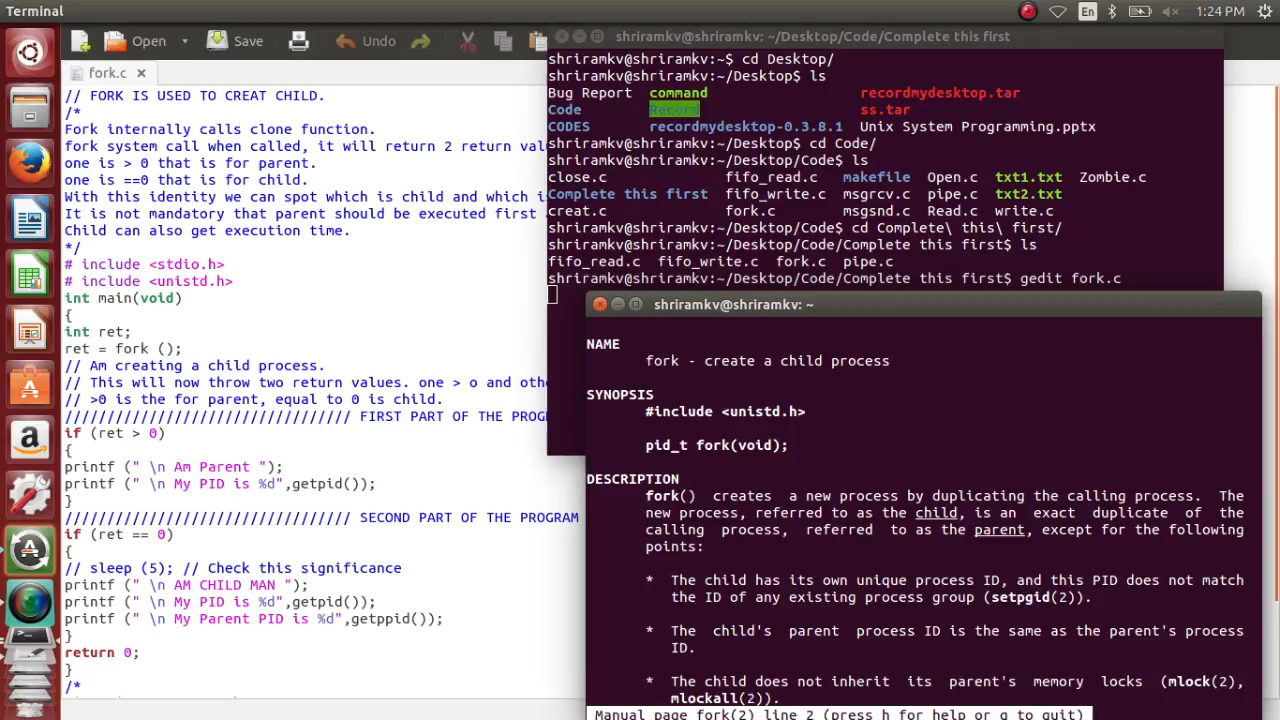 Terminal
En
1:24 PM
Open
Save
Undo
fork.c
// FORK IS USED TO CREAT CHILD.
/*
Fork internally calls clone function.
fork system call when called, it will return 2 return val
one is > 0 that is for parent.
one is ==0 that is for child.
With this identity we can spot which is child and which is
It is not mandatory that parent should be executed first
Child can also get execution time.
*/
# include <stdio.h>
# include <unistd.h>
int main(void)
{
int ret;
ret = fork ();
// Am creating a child process.
// This will now throw two return values. one > o and othe
// >0 is the for parent, equal to 0 is child.
////////////////////////////////// FIRST PART OF THE PROGR
if (ret > 0)
{
printf (" \n Am Parent ");
printf (" \n My PID is %d",getpid());
}
////////////////////////////////// SECOND PART OF THE PROGRAM
if (ret == 0)
{
// sleep (5); // Check this significance
printf (" \n AM CHILD MAN ");
printf (" \n My PID is %d",getpid());
printf (" \n My Parent PID is %d",getppid());
}
return 0;
}
/*
shriramkv@shriramkv: ~/Desktop/Code/Complete this first
shriramkv@shriramkv:~$ cd Desktop/
shriramkv@shriramkv:~/Desktop$ ls
Bug Report command recordmydesktop.tar
Code Record ss.tar
CODES recordmydesktop-0.3.8.1 Unix System Programming.pptx
shriramkv@shriramkv:~/Desktop$ cd Code/
shriramkv@shriramkv:~/Desktop/Code$ ls
close.c fifo_read.c makefile Open.c txt1.txt Zombie.c
Complete this first fifo_write.c msgrcv.c pipe.c txt2.txt
creat.c fork.c msgsnd.c Read.c write.c
shriramkv@shriramkv:~/Desktop/Code$ cd Complete\ this\ first/
shriramkv@shriramkv:~/Desktop/Code/Complete this first$ ls
fifo_read.c fifo_write.c fork.c pipe.c
shriramkv@shriramkv:~/Desktop/Code/Complete this first$ gedit fork.c
shriramkv@shriramkv: ~
NAME
fork - create a child process
SYNOPSIS
#include <unistd.h>
pid_t fork(void);
DESCRIPTION
fork() creates a new process by duplicating the calling process. The
new process, referred to as the child, is an exact duplicate of the
calling process, referred to as the parent, except for the following
points:
* The child has its own unique process ID, and this PID does not match
the ID of any existing process group (setpgid(2)).
* The child's parent process ID is the same as the parent's process
ID.
* The child does not inherit its parent's memory locks (mlock(2),
mlockall(2)).
Manual page fork(2) line 2 (press h for help or q to quit)